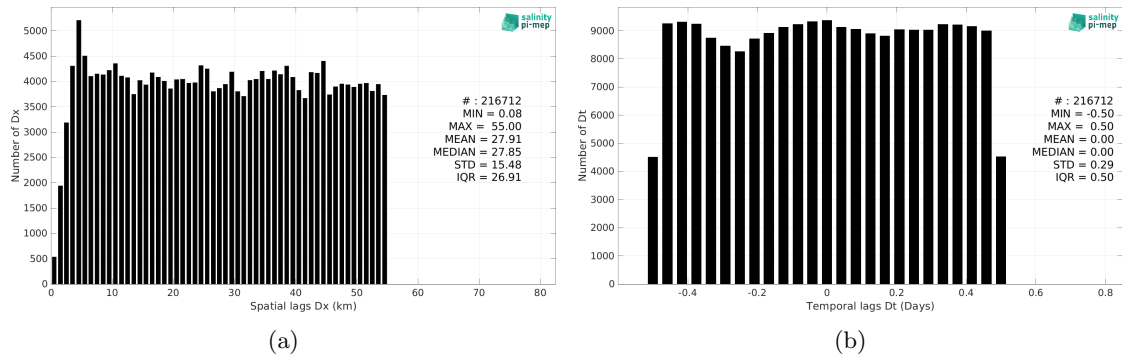 salinity
pi-mep
5000
4500
4000
3500
3000
2500
2000
1500
1000
500
0
Number of Dx
# : 216712
MIN = 0.08
MAX = 55.00
MEAN = 27.91
MEDIAN = 27.85
STD = 15.48
IQR = 26.91
0 10 20 30 40 50 60 70 80
Spatial lags Dx (km)
(a)
salinity
pi-mep
9000
8000
7000
6000
5000
4000
3000
2000
1000
0
Number of Dt
# : 216712
MIN = -0.50
MAX = 0.50
MEAN = 0.00
MEDIAN = 0.00
STD = 0.29
IQR = 0.50
-0.4 -0.2 0 0.2 0.4 0.6 0.8
Temporal lags Dt (Days)
(b)